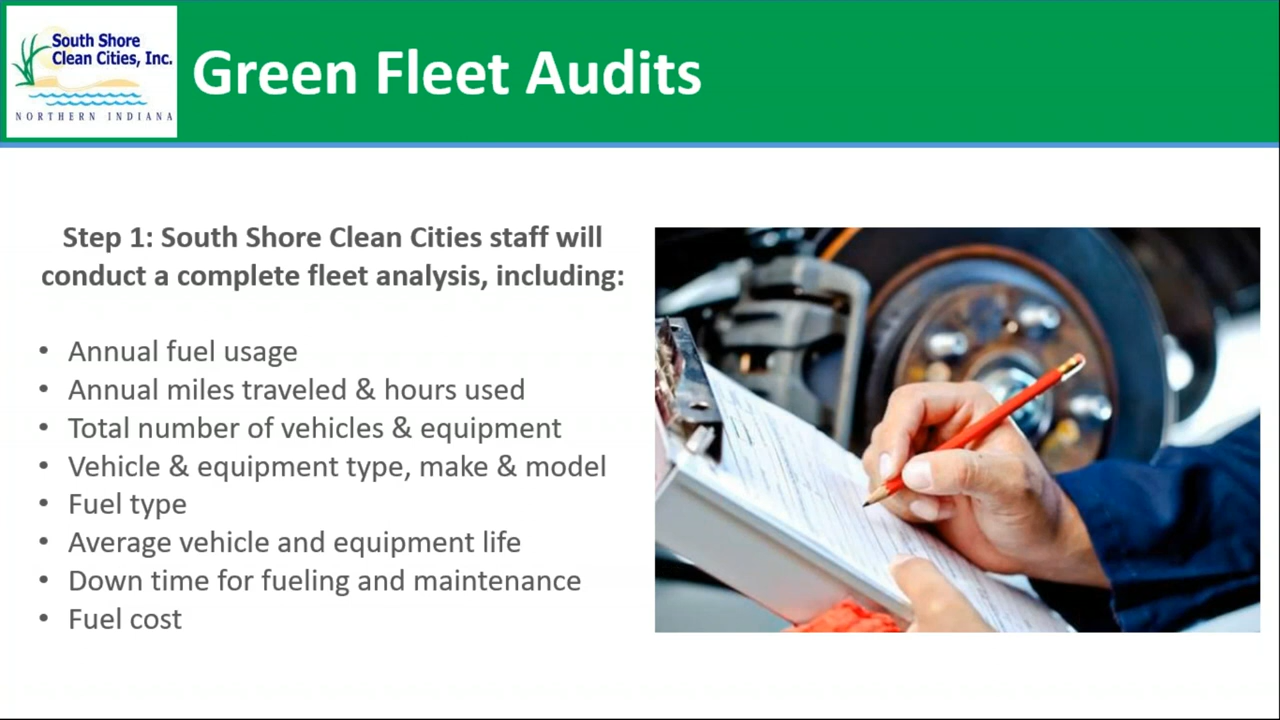 South Shore
Clean Cities, Inc.
NORTHERN INDIANA
Green Fleet Audits
Step 1: South Shore Clean Cities staff will
conduct a complete fleet analysis, including:
• Annual fuel usage
• Annual miles traveled & hours used
• Total number of vehicles & equipment
• Vehicle & equipment type, make & model
• Fuel type
• Average vehicle and equipment life
• Down time for fueling and maintenance
• Fuel cost